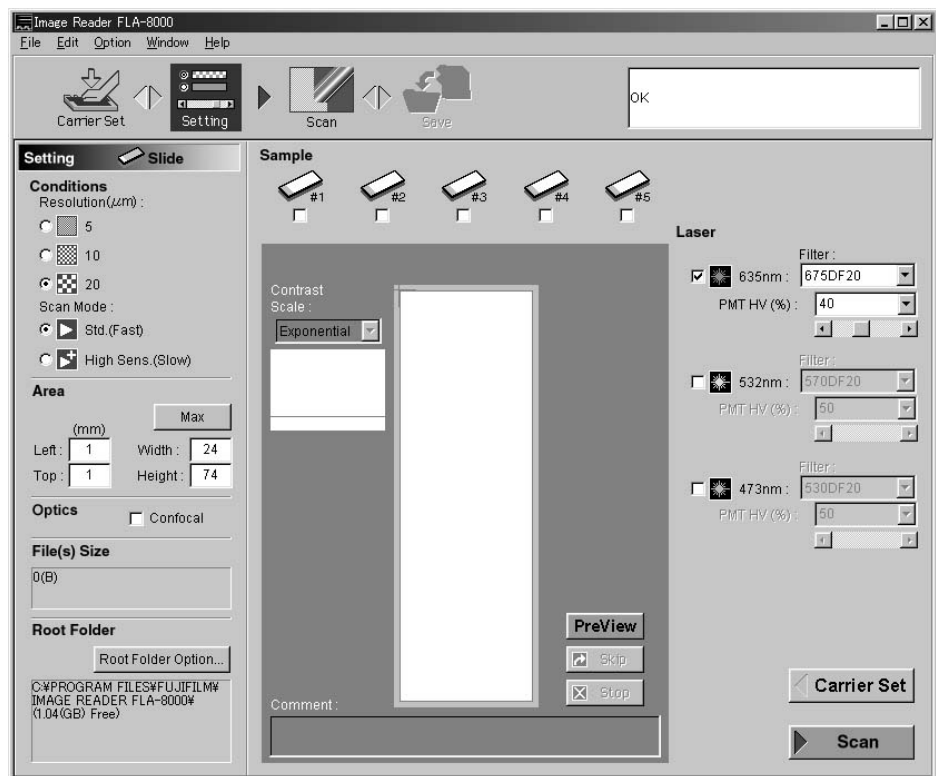 Image Reader FLA-8000
File Edit Option Window Help
Carrier Set
Setting
Scan
Save
OK
Setting Slide
Conditions
Resolution(μm) :
5
10
20
Scan Mode :
Std.(Fast)
High Sens.(Slow)
Area
Max
(mm)
Left : 1 Width : 24
Top : 1 Height : 74
Optics Confocal
File(s) Size
0(B)
Root Folder
Root Folder Option...
C:¥PROGRAM FILES¥FUJIFILM¥
IMAGE READER FLA-8000¥
(1.04(GB) Free)
Sample
#1 #2 #3 #4 #5
Contrast
Scale :
Exponential
PreView
Skip
Stop
Comment :
Laser
Filter :
635nm : 675DF20
PMT HV (%) : 40
Filter :
532nm : 570DF20
PMT HV (%) : 50
Filter :
473nm : 530DF20
PMT HV (%) : 50
Carrier Set
Scan